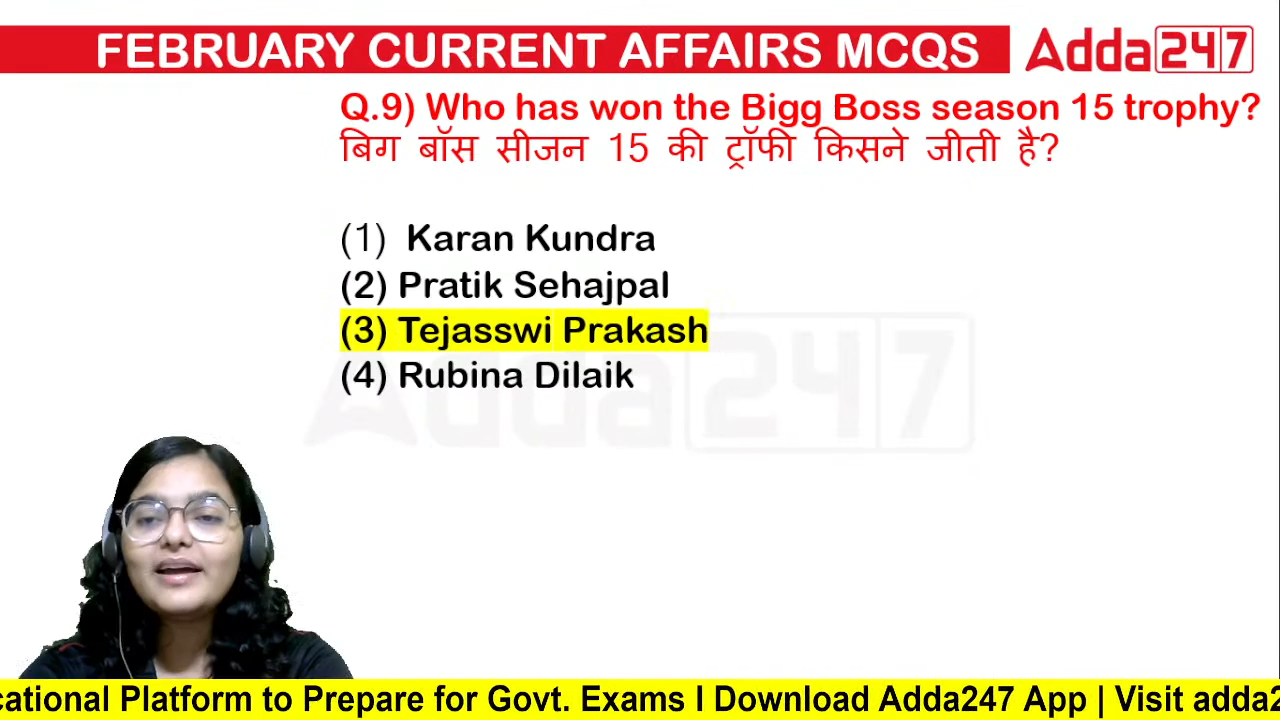 FEBRUARY CURRENT AFFAIRS MCQS
Adda247
Q.9) Who has won the Bigg Boss season 15 trophy?
बिग बॉस सीजन 15 की ट्रॉफी किसने जीती है?
(1) Karan Kundra
(2) Pratik Sehajpal
(3) Tejasswi Prakash
(4) Rubina Dilaik
Adda247
cational Platform to Prepare for Govt. Exams I Download Adda247 App | Visit adda2